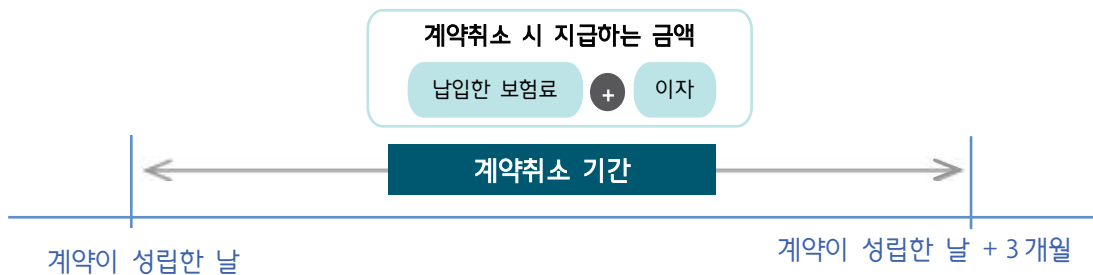 계약취소 시 지급하는 금액
납입한 보험료 + 이자
계약취소 기간
계약이 성립한 날
계약이 성립한 날 + 3개월